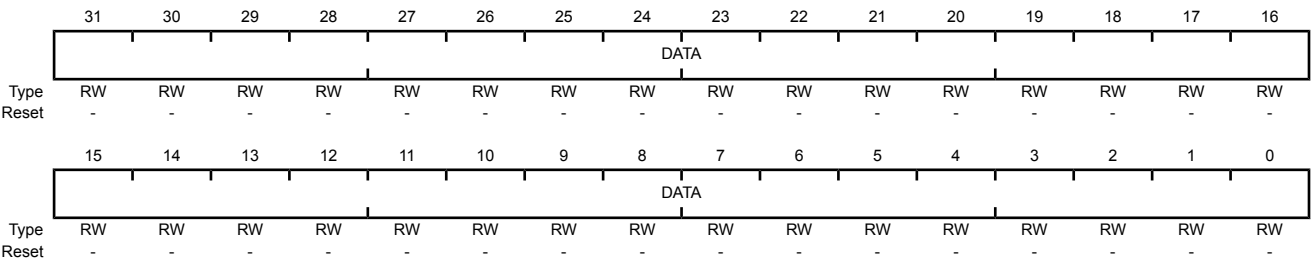 31 30 29 28 27 26 25 24 23 22 21 20 19 18 17 16
DATA
Type RW RW RW RW RW RW RW RW RW RW RW RW RW RW RW RW
Reset - - - - - - - - - - - - - - - -
15 14 13 12 11 10 9 8 7 6 5 4 3 2 1 0
DATA
Type RW RW RW RW RW RW RW RW RW RW RW RW RW RW RW RW
Reset - - - - - - - - - - - - - - - -